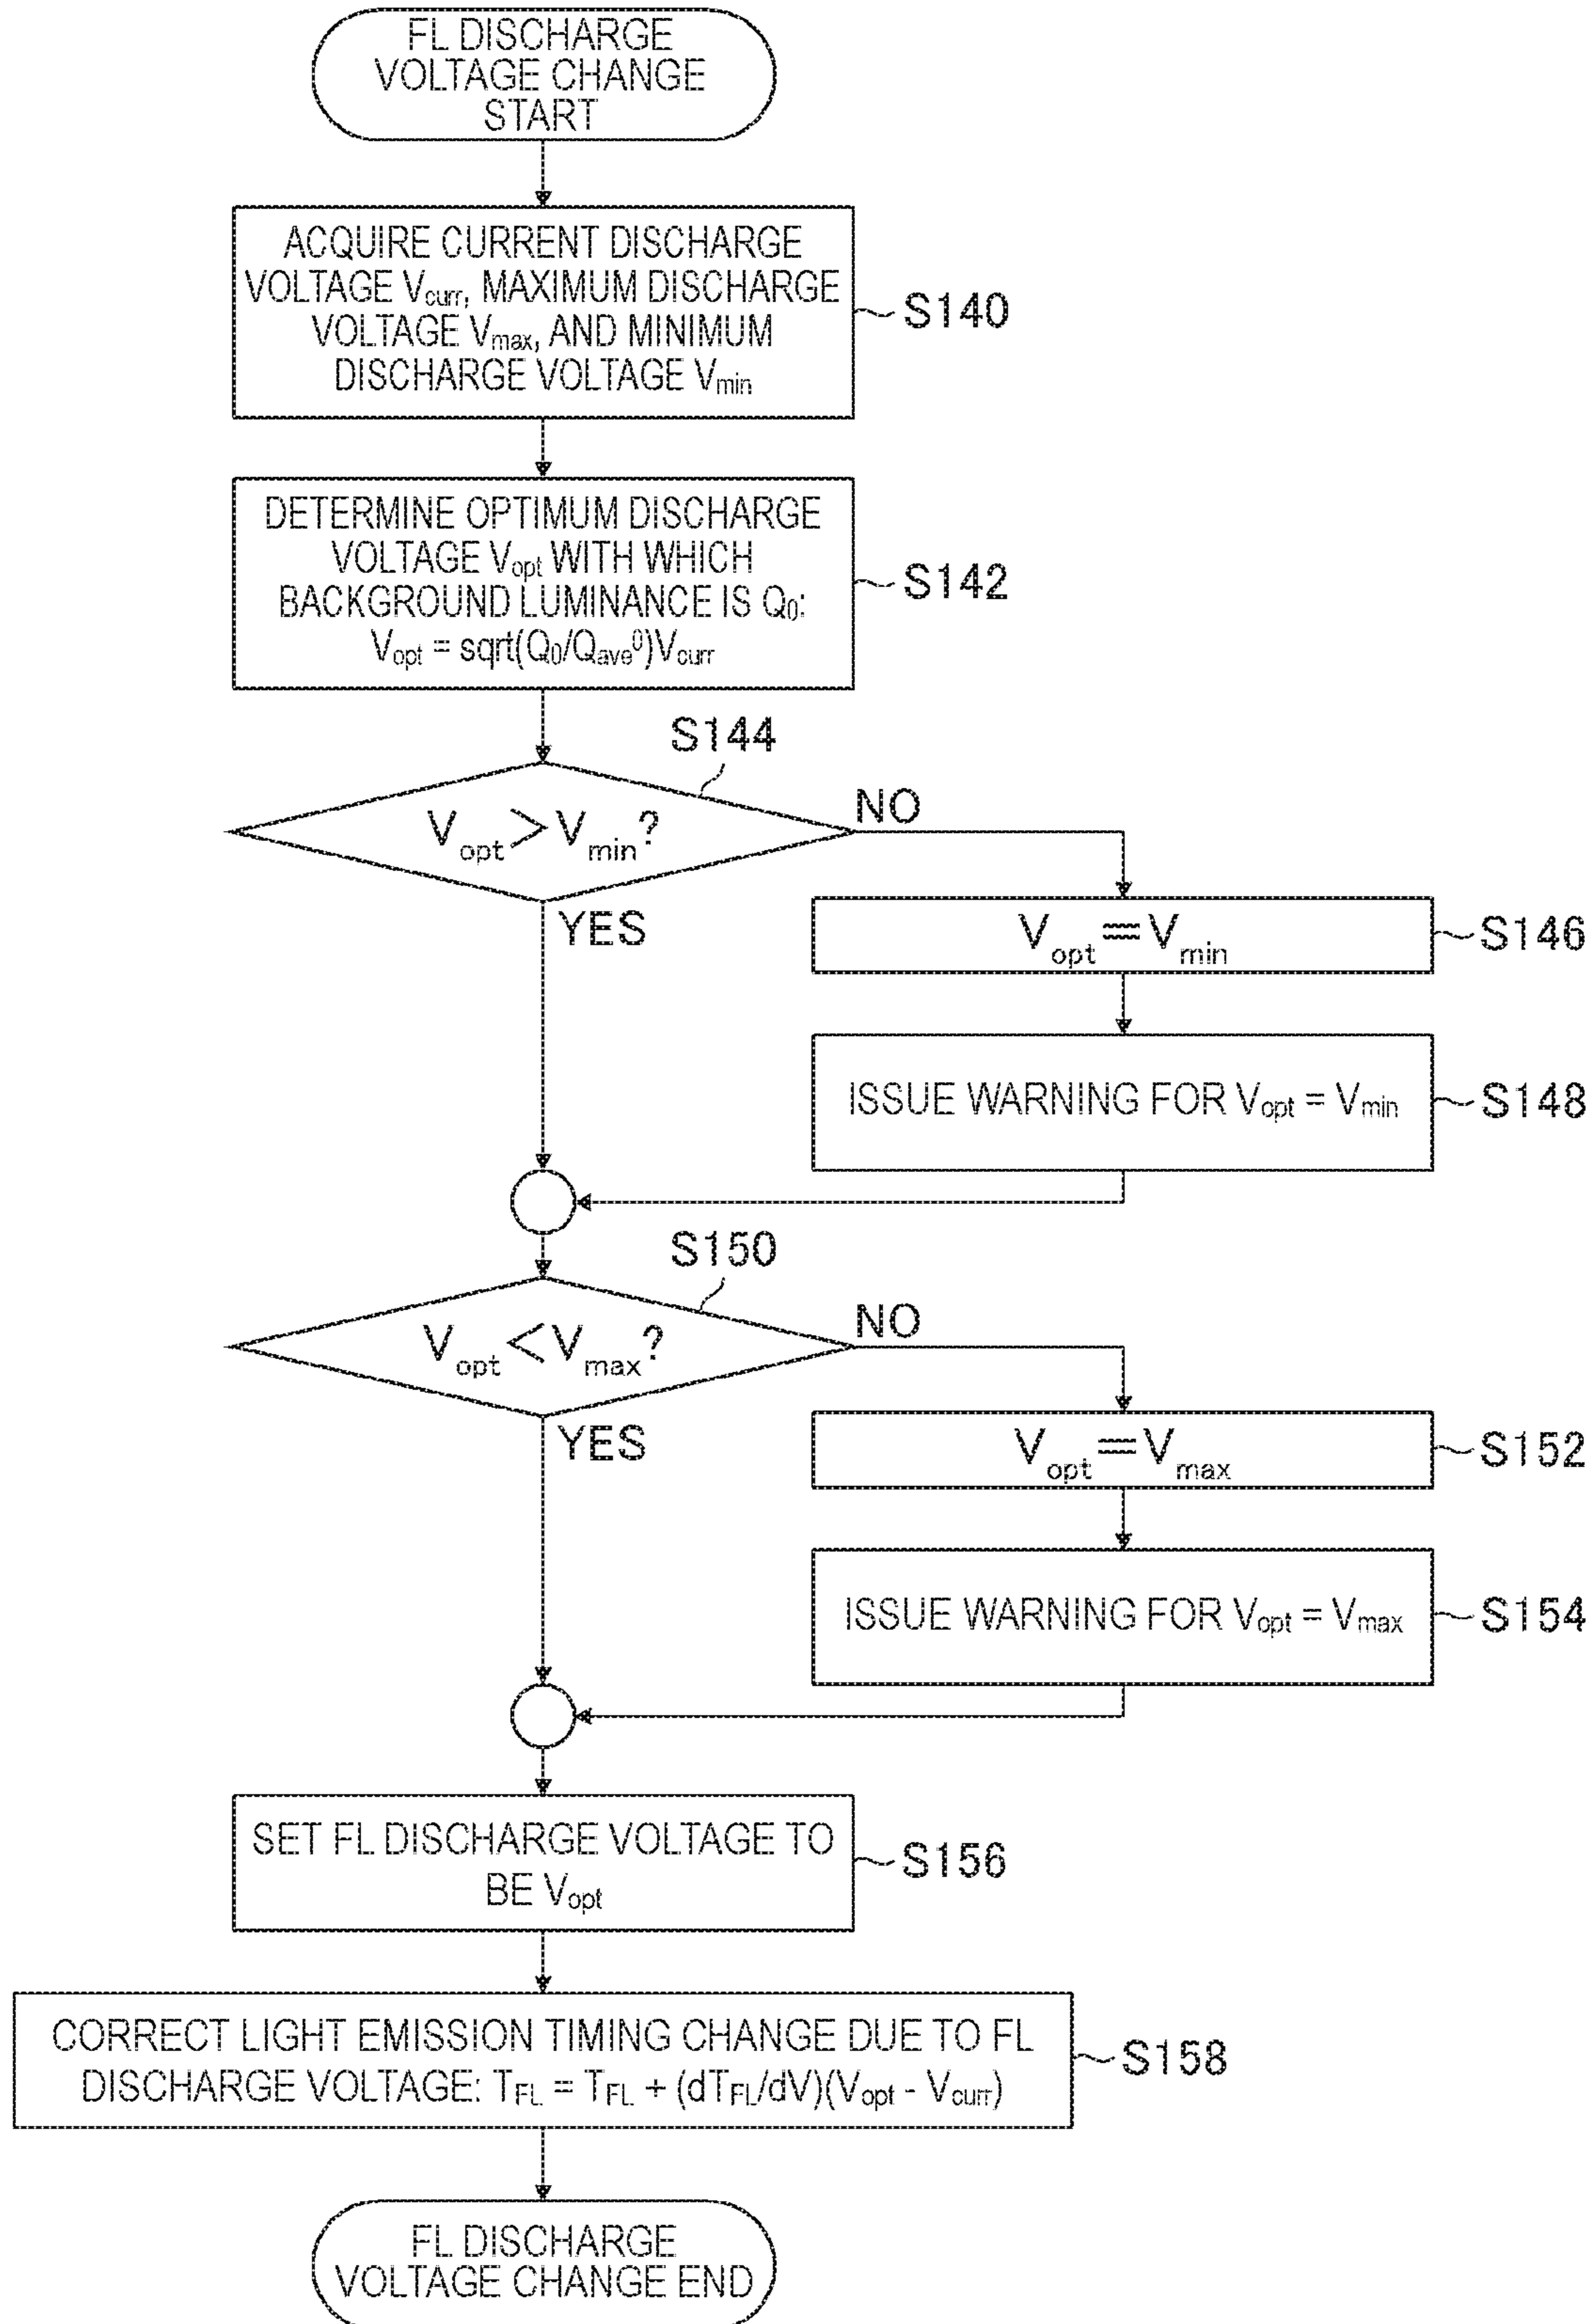 FL DISCHARGE
VOLTAGE CHANGE
START
ACQUIRE CURRENT DISCHARGE
VOLTAGE Vcurr, MAXIMUM DISCHARGE
VOLTAGE Vmax, AND MINIMUM
DISCHARGE VOLTAGE Vmin
S140
DETERMINE OPTIMUM DISCHARGE
VOLTAGE Vopt WITH WHICH
BACKGROUND LUMINANCE IS Q₀:
Vopt = sqrt(Q₀/Qave⁰)Vcurr
S142
S144
Vopt > Vmin?
NO
YES
Vopt = Vmin
S146
ISSUE WARNING FOR Vopt = Vmin
S148
S150
Vopt < Vmax?
NO
YES
Vopt = Vmax
S152
ISSUE WARNING FOR Vopt = Vmax
S154
SET FL DISCHARGE VOLTAGE TO
BE Vopt
S156
CORRECT LIGHT EMISSION TIMING CHANGE DUE TO FL
DISCHARGE VOLTAGE: TFL = TFL + (dTFL/dV)(Vopt - Vcurr)
S158
FL DISCHARGE
VOLTAGE CHANGE END